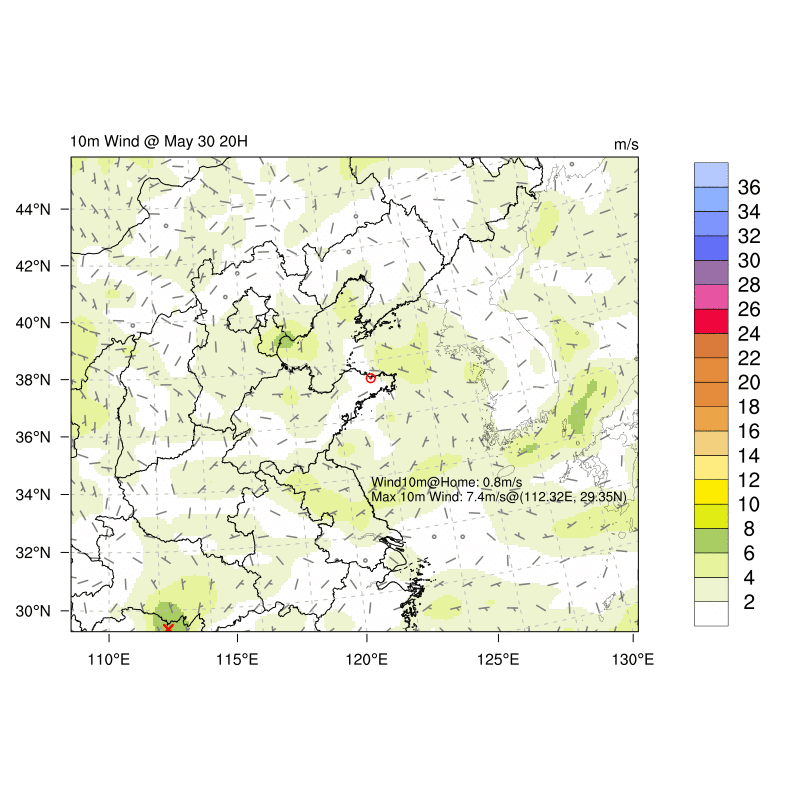 10m Wind @ May 30 20H
m/s
44°N
42°N
40°N
38°N
36°N
34°N
32°N
30°N
110°E
115°E
120°E
125°E
130°E
Wind10m@Home: 0.8m/s
Max 10m Wind: 7.4m/s@(112.32E, 29.35N)
36
34
32
30
28
26
24
22
20
18
16
14
12
10
8
6
4
2